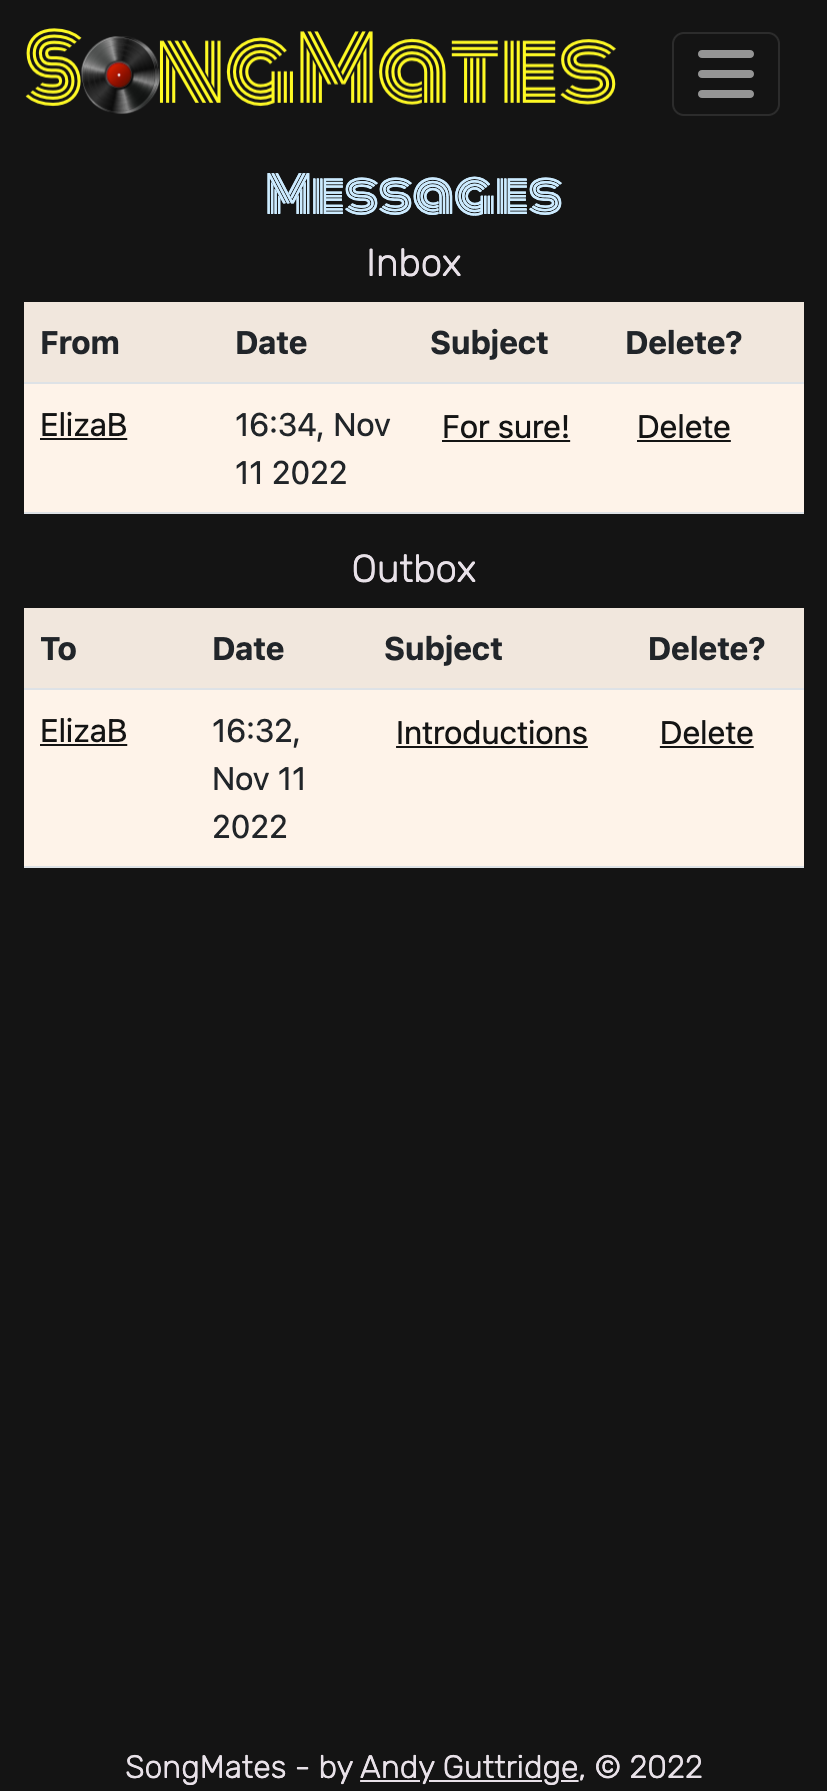 SongMates
Messages
Inbox
From Date Subject Delete?
ElizaB 16:34, Nov For sure! Delete
11 2022
Outbox
To Date Subject Delete?
ElizaB 16:32, Introductions Delete
Nov 11
2022
SongMates - by Andy Guttridge, © 2022